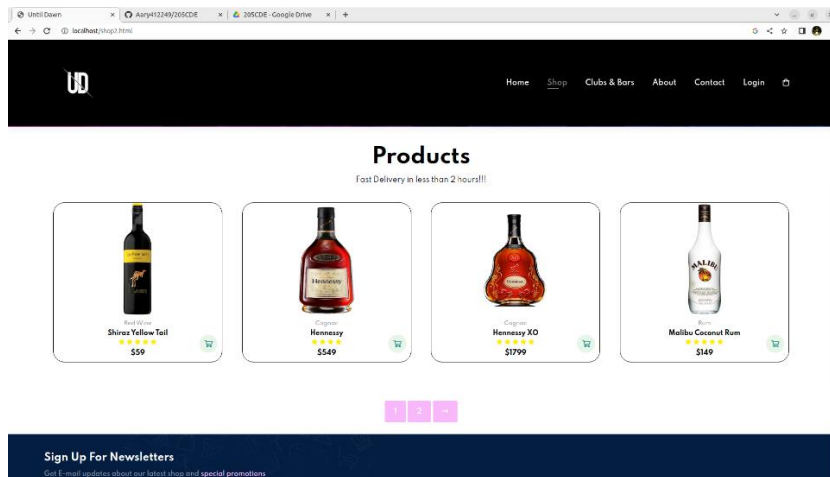 Until Dawn
Aary412249/205CDE
205CDE - Google Drive
localhost/shop2.html
UD
Home Shop Clubs & Bars About Contact Login
Products
Fast Delivery in less than 2 hours!!!
Hennessy
Hennessy
MALIBU
Red Wine
Shiraz Yellow Tail
$59
Cognac
Hennessy
$549
Cognac
Hennessy XO
$1799
Rum
Malibu Coconut Rum
$149
1 2 →
Sign Up For Newsletters
Get E-mail updates about our latest shop and special promotions